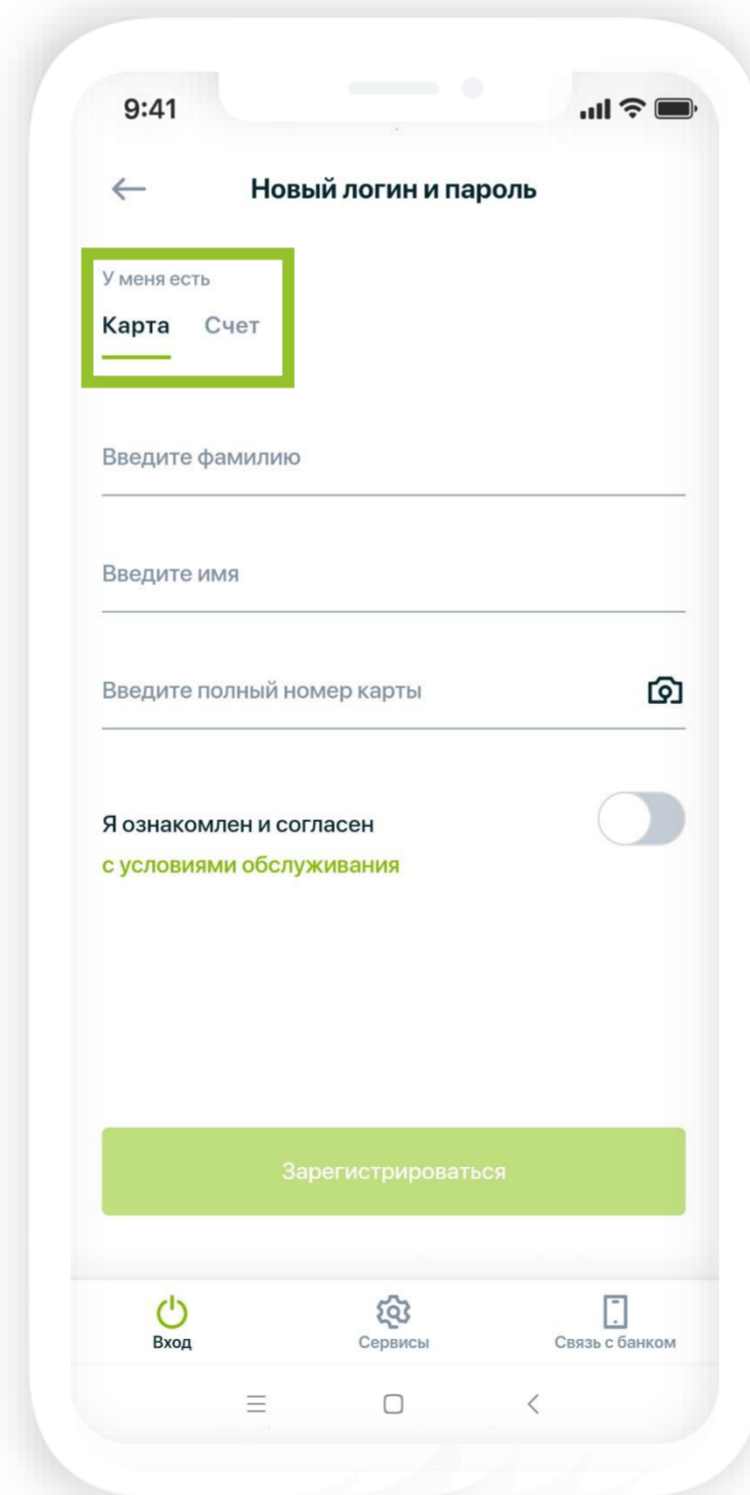 9:41
Новый логин и пароль
У меня есть
Карта Счет
Введите фамилию
Введите имя
Введите полный номер карты
Я ознакомлен и согласен
с условиями обслуживания
Зарегистрироваться
Вход Сервисы Связь с банком